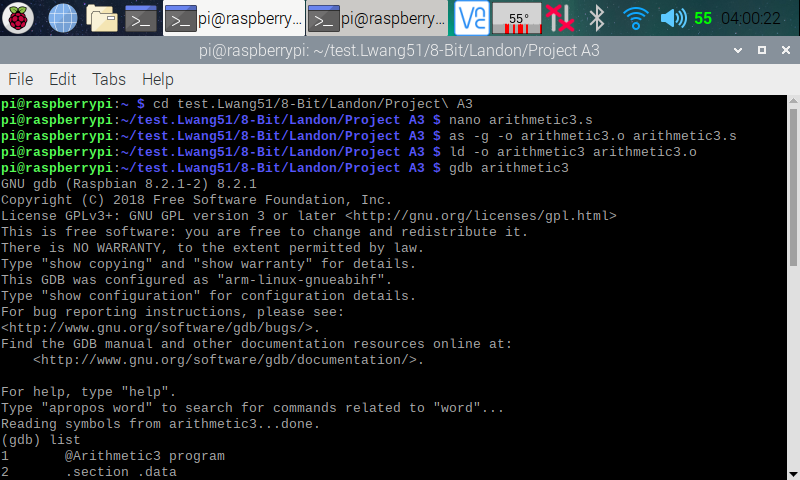 pi@raspberry...
pi@raspberry...
V2
55°
55
04:00:22
pi@raspberrypi: ~/test.Lwang51/8-Bit/Landon/Project A3
File Edit Tabs Help
pi@raspberrypi:~ $ cd test.Lwang51/8-Bit/Landon/Project\ A3
pi@raspberrypi:~/test.Lwang51/8-Bit/Landon/Project A3 $ nano arithmetic3.s
pi@raspberrypi:~/test.Lwang51/8-Bit/Landon/Project A3 $ as -g -o arithmetic3.o arithmetic3.s
pi@raspberrypi:~/test.Lwang51/8-Bit/Landon/Project A3 $ ld -o arithmetic3 arithmetic3.o
pi@raspberrypi:~/test.Lwang51/8-Bit/Landon/Project A3 $ gdb arithmetic3
GNU gdb (Raspbian 8.2.1-2) 8.2.1
Copyright (C) 2018 Free Software Foundation, Inc.
License GPLv3+: GNU GPL version 3 or later <http://gnu.org/licenses/gpl.html>
This is free software: you are free to change and redistribute it.
There is NO WARRANTY, to the extent permitted by law.
Type "show copying" and "show warranty" for details.
This GDB was configured as "arm-linux-gnueabihf".
Type "show configuration" for configuration details.
For bug reporting instructions, please see:
<http://www.gnu.org/software/gdb/bugs/>.
Find the GDB manual and other documentation resources online at:
    <http://www.gnu.org/software/gdb/documentation/>.
For help, type "help".
Type "apropos word" to search for commands related to "word"...
Reading symbols from arithmetic3...done.
(gdb) list
1       @Arithmetic3 program
2       .section .data